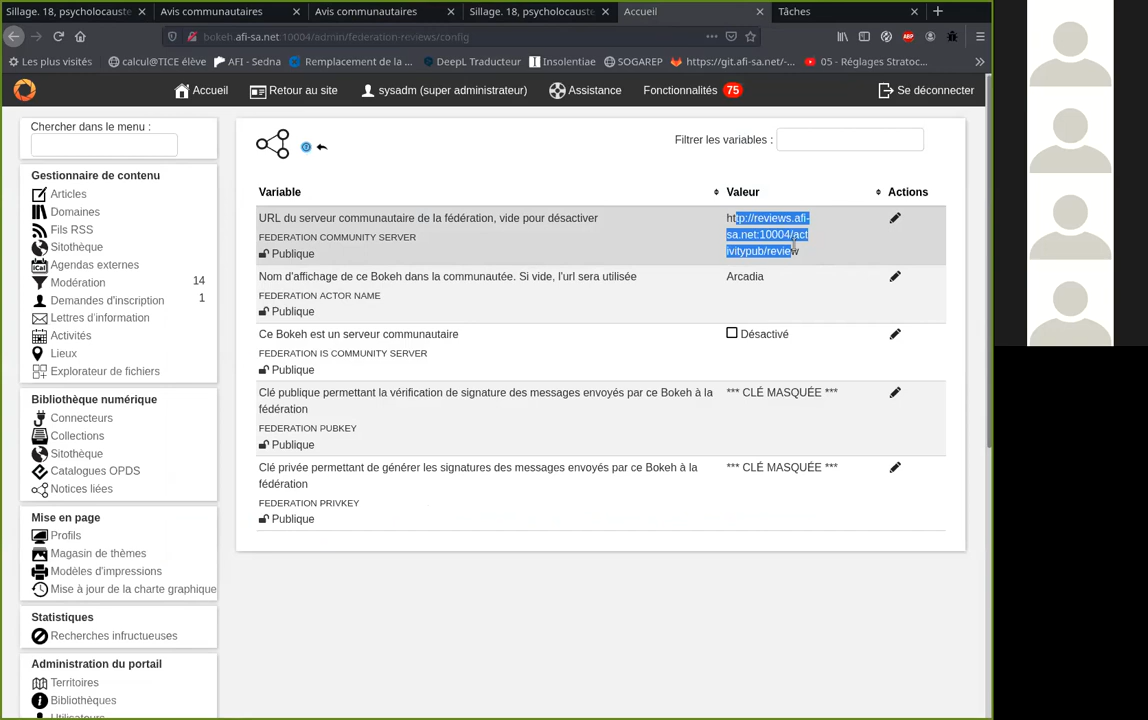 Sillage. 18, psycholocauste
Avis communautaires
Avis communautaires
Sillage. 18, psycholocauste
Accueil
Tâches
bokeh.afi-sa.net:10004/admin/federation-reviews/config
ABP
Les plus visités
calcul@TICE élève
AFI - Sedna
Remplacement de la ...
DeepL Traducteur
Insolentiae
SOGAREP
https://git.afi-sa.net/-...
05 - Réglages Stratoc...
Accueil
Retour au site
sysadm (super administrateur)
Assistance
Fonctionnalités 75
Se déconnecter
Chercher dans le menu :
Gestionnaire de contenu
Articles
Domaines
Fils RSS
Sitothèque
Agendas externes
Modération 14
Demandes d'inscription 1
Lettres d'information
Activités
Lieux
Explorateur de fichiers
Bibliothèque numérique
Connecteurs
Collections
Sitothèque
Catalogues OPDS
Notices liées
Mise en page
Profils
Magasin de thèmes
Modèles d'impressions
Mise à jour de la charte graphique
Statistiques
Recherches infructueuses
Administration du portail
Territoires
Bibliothèques
Utilisateurs
Filtrer les variables :
Variable Valeur Actions
URL du serveur communautaire de la fédération, vide pour désactiver
FEDERATION COMMUNITY SERVER
Publique
http://reviews.afi-
sa.net:10004/act
ivitypub/review
Nom d'affichage de ce Bokeh dans la communautée. Si vide, l'url sera utilisée
FEDERATION ACTOR NAME
Publique
Arcadia
Ce Bokeh est un serveur communautaire
FEDERATION IS COMMUNITY SERVER
Publique
Désactivé
Clé publique permettant la vérification de signature des messages envoyés par ce Bokeh à la
fédération
FEDERATION PUBKEY
Publique
*** CLÉ MASQUÉE ***
Clé privée permettant de générer les signatures des messages envoyés par ce Bokeh à la
fédération
FEDERATION PRIVKEY
Publique
*** CLÉ MASQUÉE ***